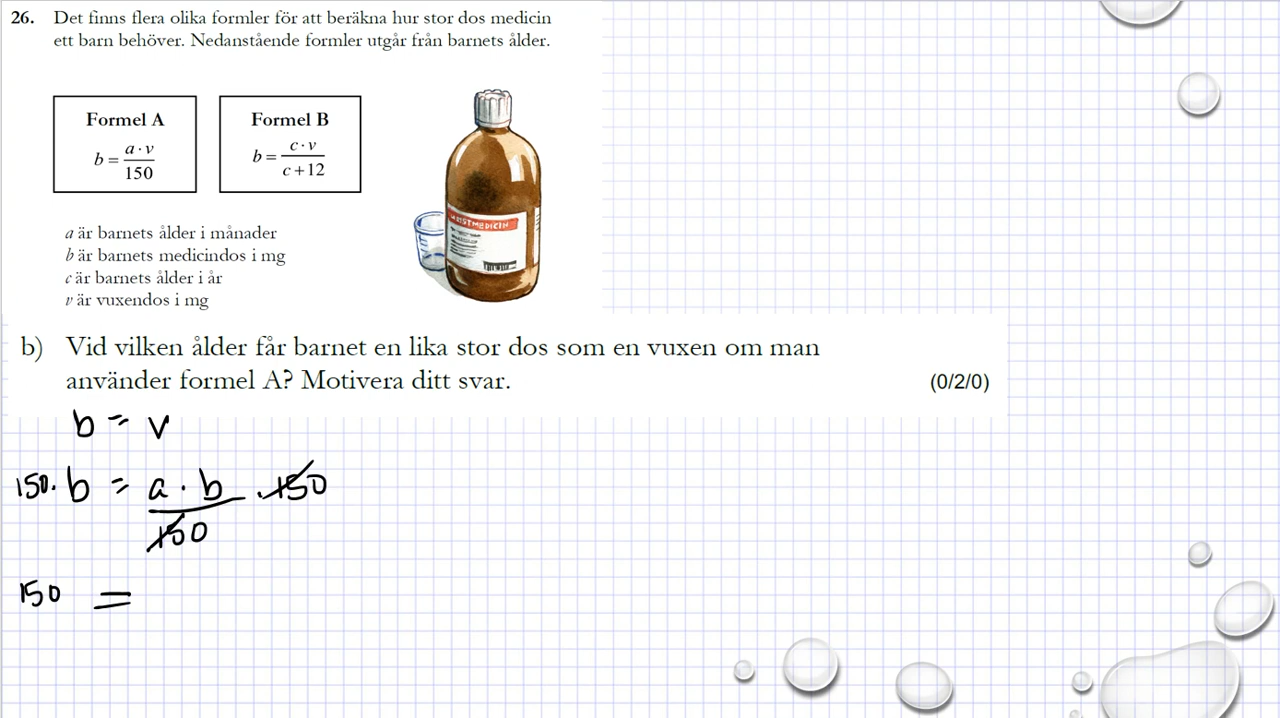 26. Det finns flera olika formler för att beräkna hur stor dos medicin
ett barn behöver. Nedanstående formler utgår från barnets ålder.
Formel A
b = a · v / 150
Formel B
b = c · v / c + 12
a är barnets ålder i månader
b är barnets medicindos i mg
c är barnets ålder i år
v är vuxendos i mg
b) Vid vilken ålder får barnet en lika stor dos som en vuxen om man
använder formel A? Motivera ditt svar. (0/2/0)
b = v
150 · b = a · b / 150 · 150
150 =